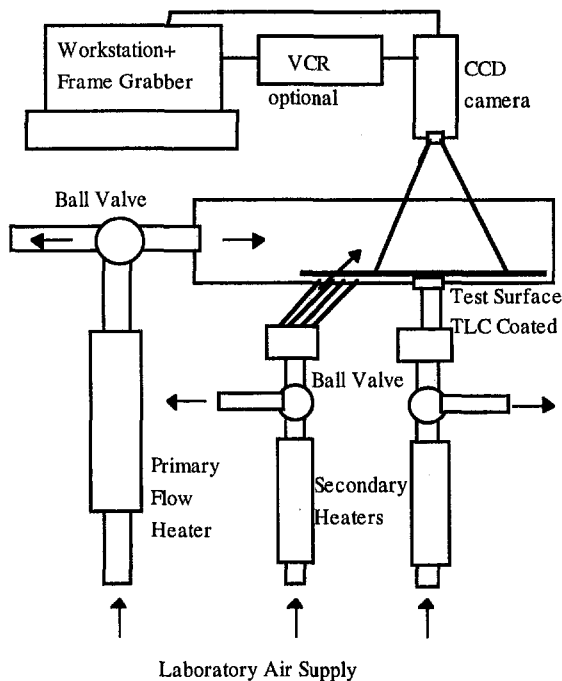 Workstation+
Frame Grabber
VCR
optional
CCD
camera
Ball Valve
Test Surface
TLC Coated
Ball Valve
Primary
Flow
Heater
Secondary
Heaters
Laboratory Air Supply